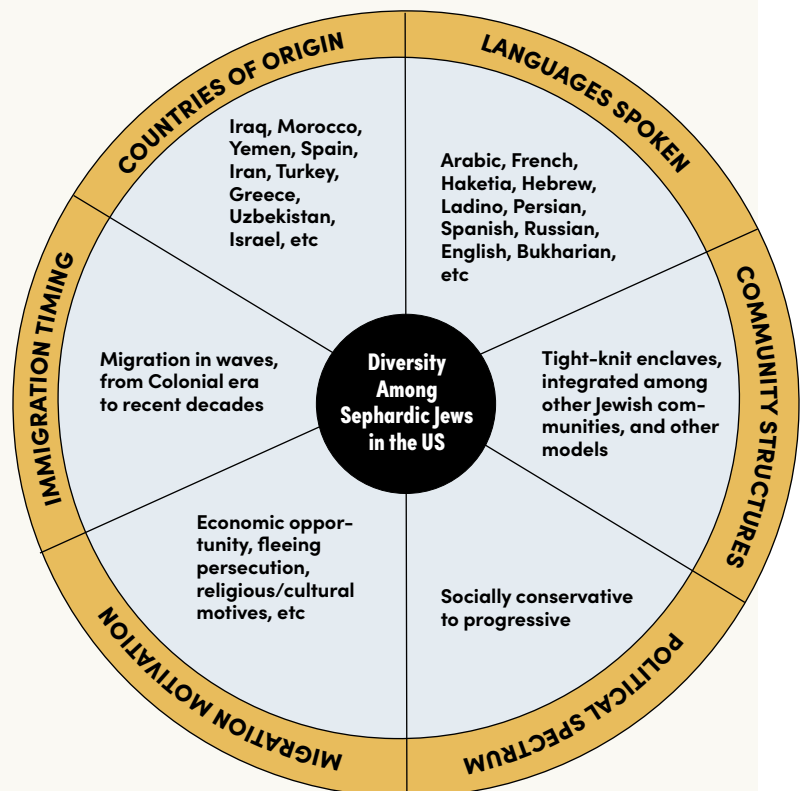 COUNTRIES OF ORIGIN
Iraq, Morocco,
Yemen, Spain,
Iran, Turkey,
Greece,
Uzbekistan,
Israel, etc
LANGUAGES SPOKEN
Arabic, French,
Haketia, Hebrew,
Ladino, Persian,
Spanish, Russian,
English, Bukharian,
etc
COMMUNITY STRUCTURES
Tight-knit enclaves,
integrated among
other Jewish com-
munities, and other
models
POLITICAL SPECTRUM
Socially conservative
to progressive
MIGRATION MOTIVATION
Economic oppor-
tunity, fleeing
persecution,
religious/cultural
motives, etc
IMMIGRATION TIMING
Migration in waves,
from Colonial era
to recent decades
Diversity
Among
Sephardic Jews
in the US